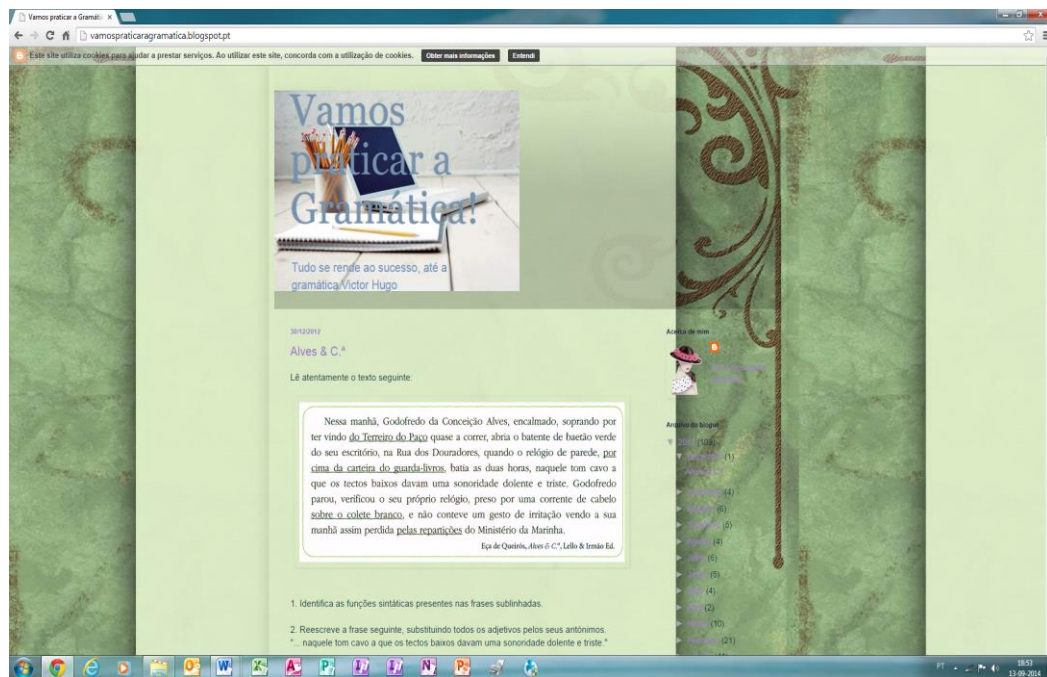 Vamos praticar a Gramáti
vamospraticaragramatica.blogspot.pt
Este site utiliza cookies para ajudar a prestar serviços. Ao utilizar este site, concorda com a utilização de cookies. Obter mais informações Entendi
Vamos
praticar a
Gramática!
Tudo se rende ao sucesso, até a
gramática.Victor Hugo
30/12/2012
Alves & C.ª
Lê atentamente o texto seguinte:
Nessa manhã, Godofredo da Conceição Alves, encalmado, soprando por
ter vindo do Terreiro do Paço quase a correr, abria o batente de baetão verde
do seu escritório, na Rua dos Douradores, quando o relógio de parede, por
cima da carteira do guarda-livros, batia as duas horas, naquele tom cavo a
que os tectos baixos davam uma sonoridade dolente e triste. Godofredo
parou, verificou o seu próprio relógio, preso por uma corrente de cabelo
sobre o colete branco, e não conteve um gesto de irritação vendo a sua
manhã assim perdida pelas repartições do Ministério da Marinha.
Eça de Queirós, Alves & C.ª, Lello & Irmão Ed.
1. Identifica as funções sintáticas presentes nas frases sublinhadas.
2. Reescreve a frase seguinte, substituindo todos os adjetivos pelos seus antónimos.
"... naquele tom cavo a que os tectos baixos davam uma sonoridade dolente e triste."
Acerca de mim
Arquivo do blogue
(1)
(4)
(6)
(5)
(4)
(6)
(5)
(4)
(2)
(10)
(21)
PT
18:53
13-09-2014